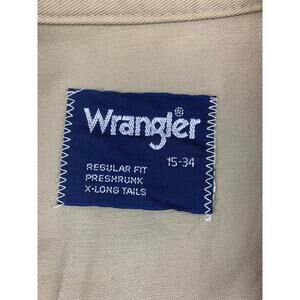 Wrangler®
15-34
REGULAR FIT
PRESHRUNK
X-LONG TAILS